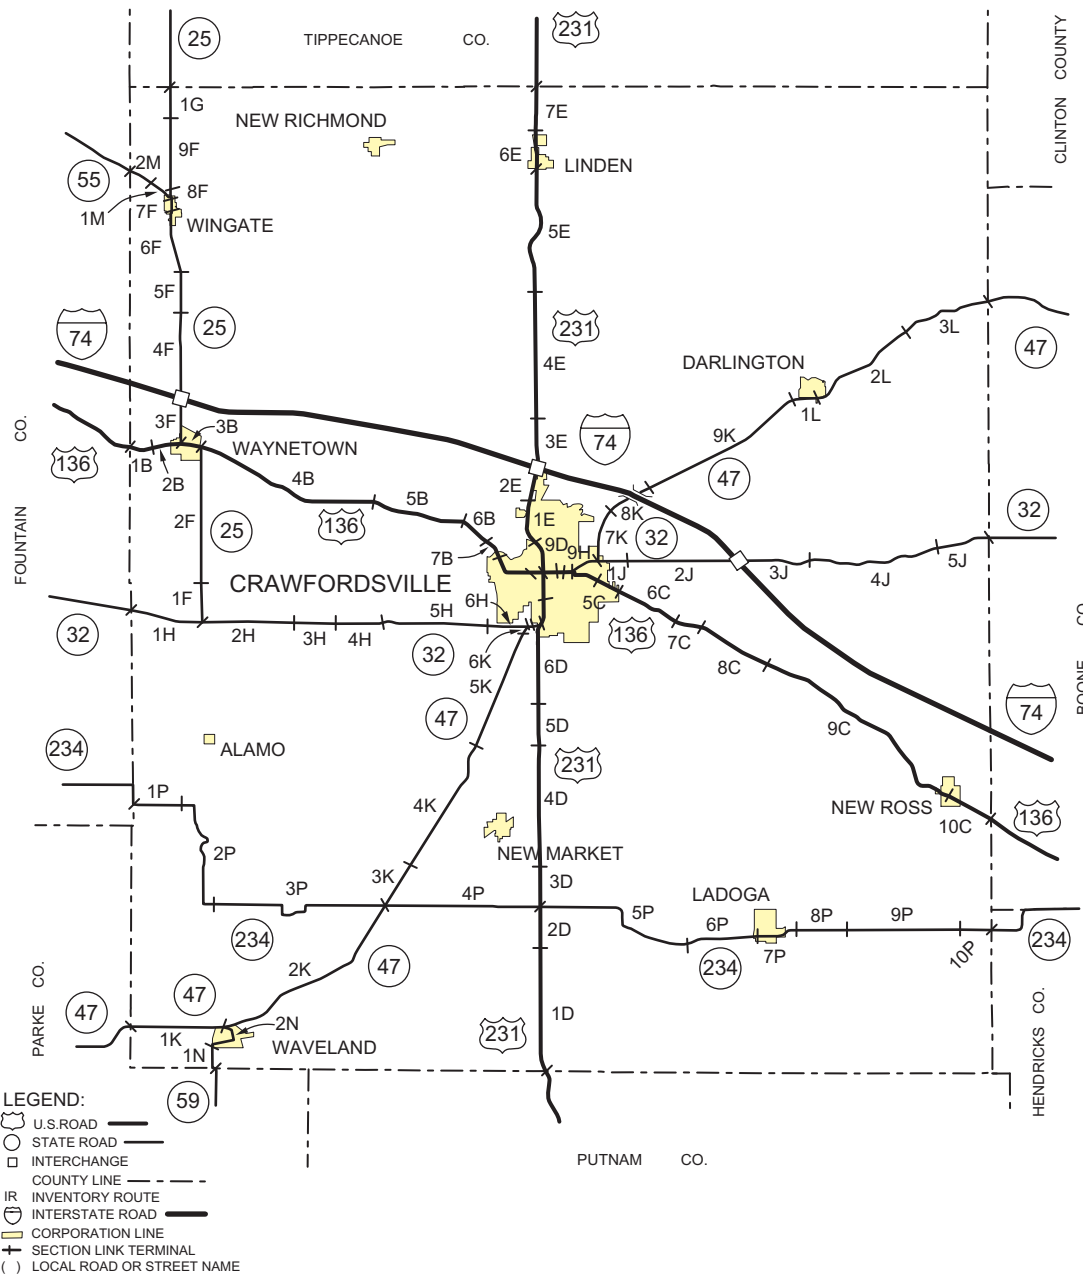 25
TIPPECANOE CO.
231
CLINTON COUNTY
1G
7E
NEW RICHMOND
9F
6E
LINDEN
2M
55
8F
1M
7F
WINGATE
6F
5E
5F
25
231
74
3L
47
4F
4E
DARLINGTON
2L
1L
3F
3B
WAYNETOWN
3E
74
9K
FOUNTAIN CO.
136
1B
2B
4B
47
2E
5B
136
6B
1E
8K
32
32
2F
25
7B
9D
9H
7K
CRAWFORDSVILLE
1J
2J
3J
4J
5J
1F
6H
5C
6C
32
1H
2H
3H
4H
5H
32
6K
136
7C
BOONE CO.
5K
6D
8C
47
5D
74
234
ALAMO
9C
231
1P
4K
4D
NEW ROSS
10C
136
2P
NEW MARKET
3K
3D
3P
4P
LADOGA
5P
6P
8P
9P
234
2D
7P
234
10P
234
2K
47
PARKE CO.
47
47
1K
2N
1D
1N
WAVELAND
231
HENDRICKS CO.
59
PUTNAM CO.
LEGEND:
U.S.ROAD
STATE ROAD
INTERCHANGE
COUNTY LINE
IR INVENTORY ROUTE
INTERSTATE ROAD
CORPORATION LINE
SECTION LINK TERMINAL
( ) LOCAL ROAD OR STREET NAME